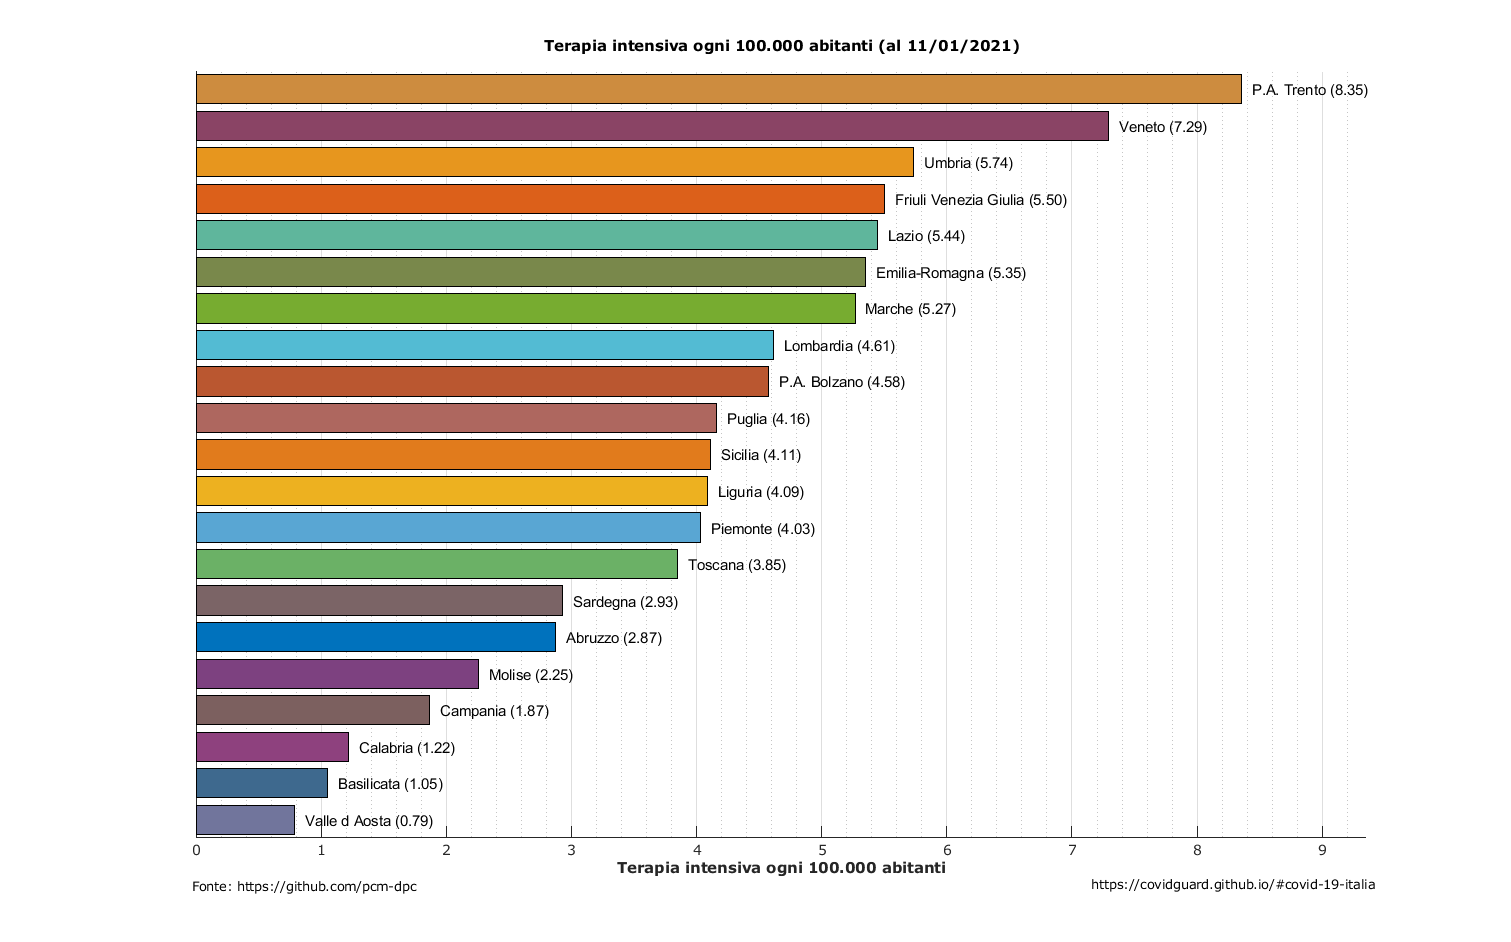 Terapia intensiva ogni 100.000 abitanti (al 11/01/2021)
P.A. Trento (8.35)
Veneto (7.29)
Umbria (5.74)
Friuli Venezia Giulia (5.50)
Lazio (5.44)
Emilia-Romagna (5.35)
Marche (5.27)
Lombardia (4.61)
P.A. Bolzano (4.58)
Puglia (4.16)
Sicilia (4.11)
Liguria (4.09)
Piemonte (4.03)
Toscana (3.85)
Sardegna (2.93)
Abruzzo (2.87)
Molise (2.25)
Campania (1.87)
Calabria (1.22)
Basilicata (1.05)
Valle d Aosta (0.79)
0 1 2 3 4 5 6 7 8 9
Terapia intensiva ogni 100.000 abitanti
Fonte: https://github.com/pcm-dpc
https://covidguard.github.io/#covid-19-italia